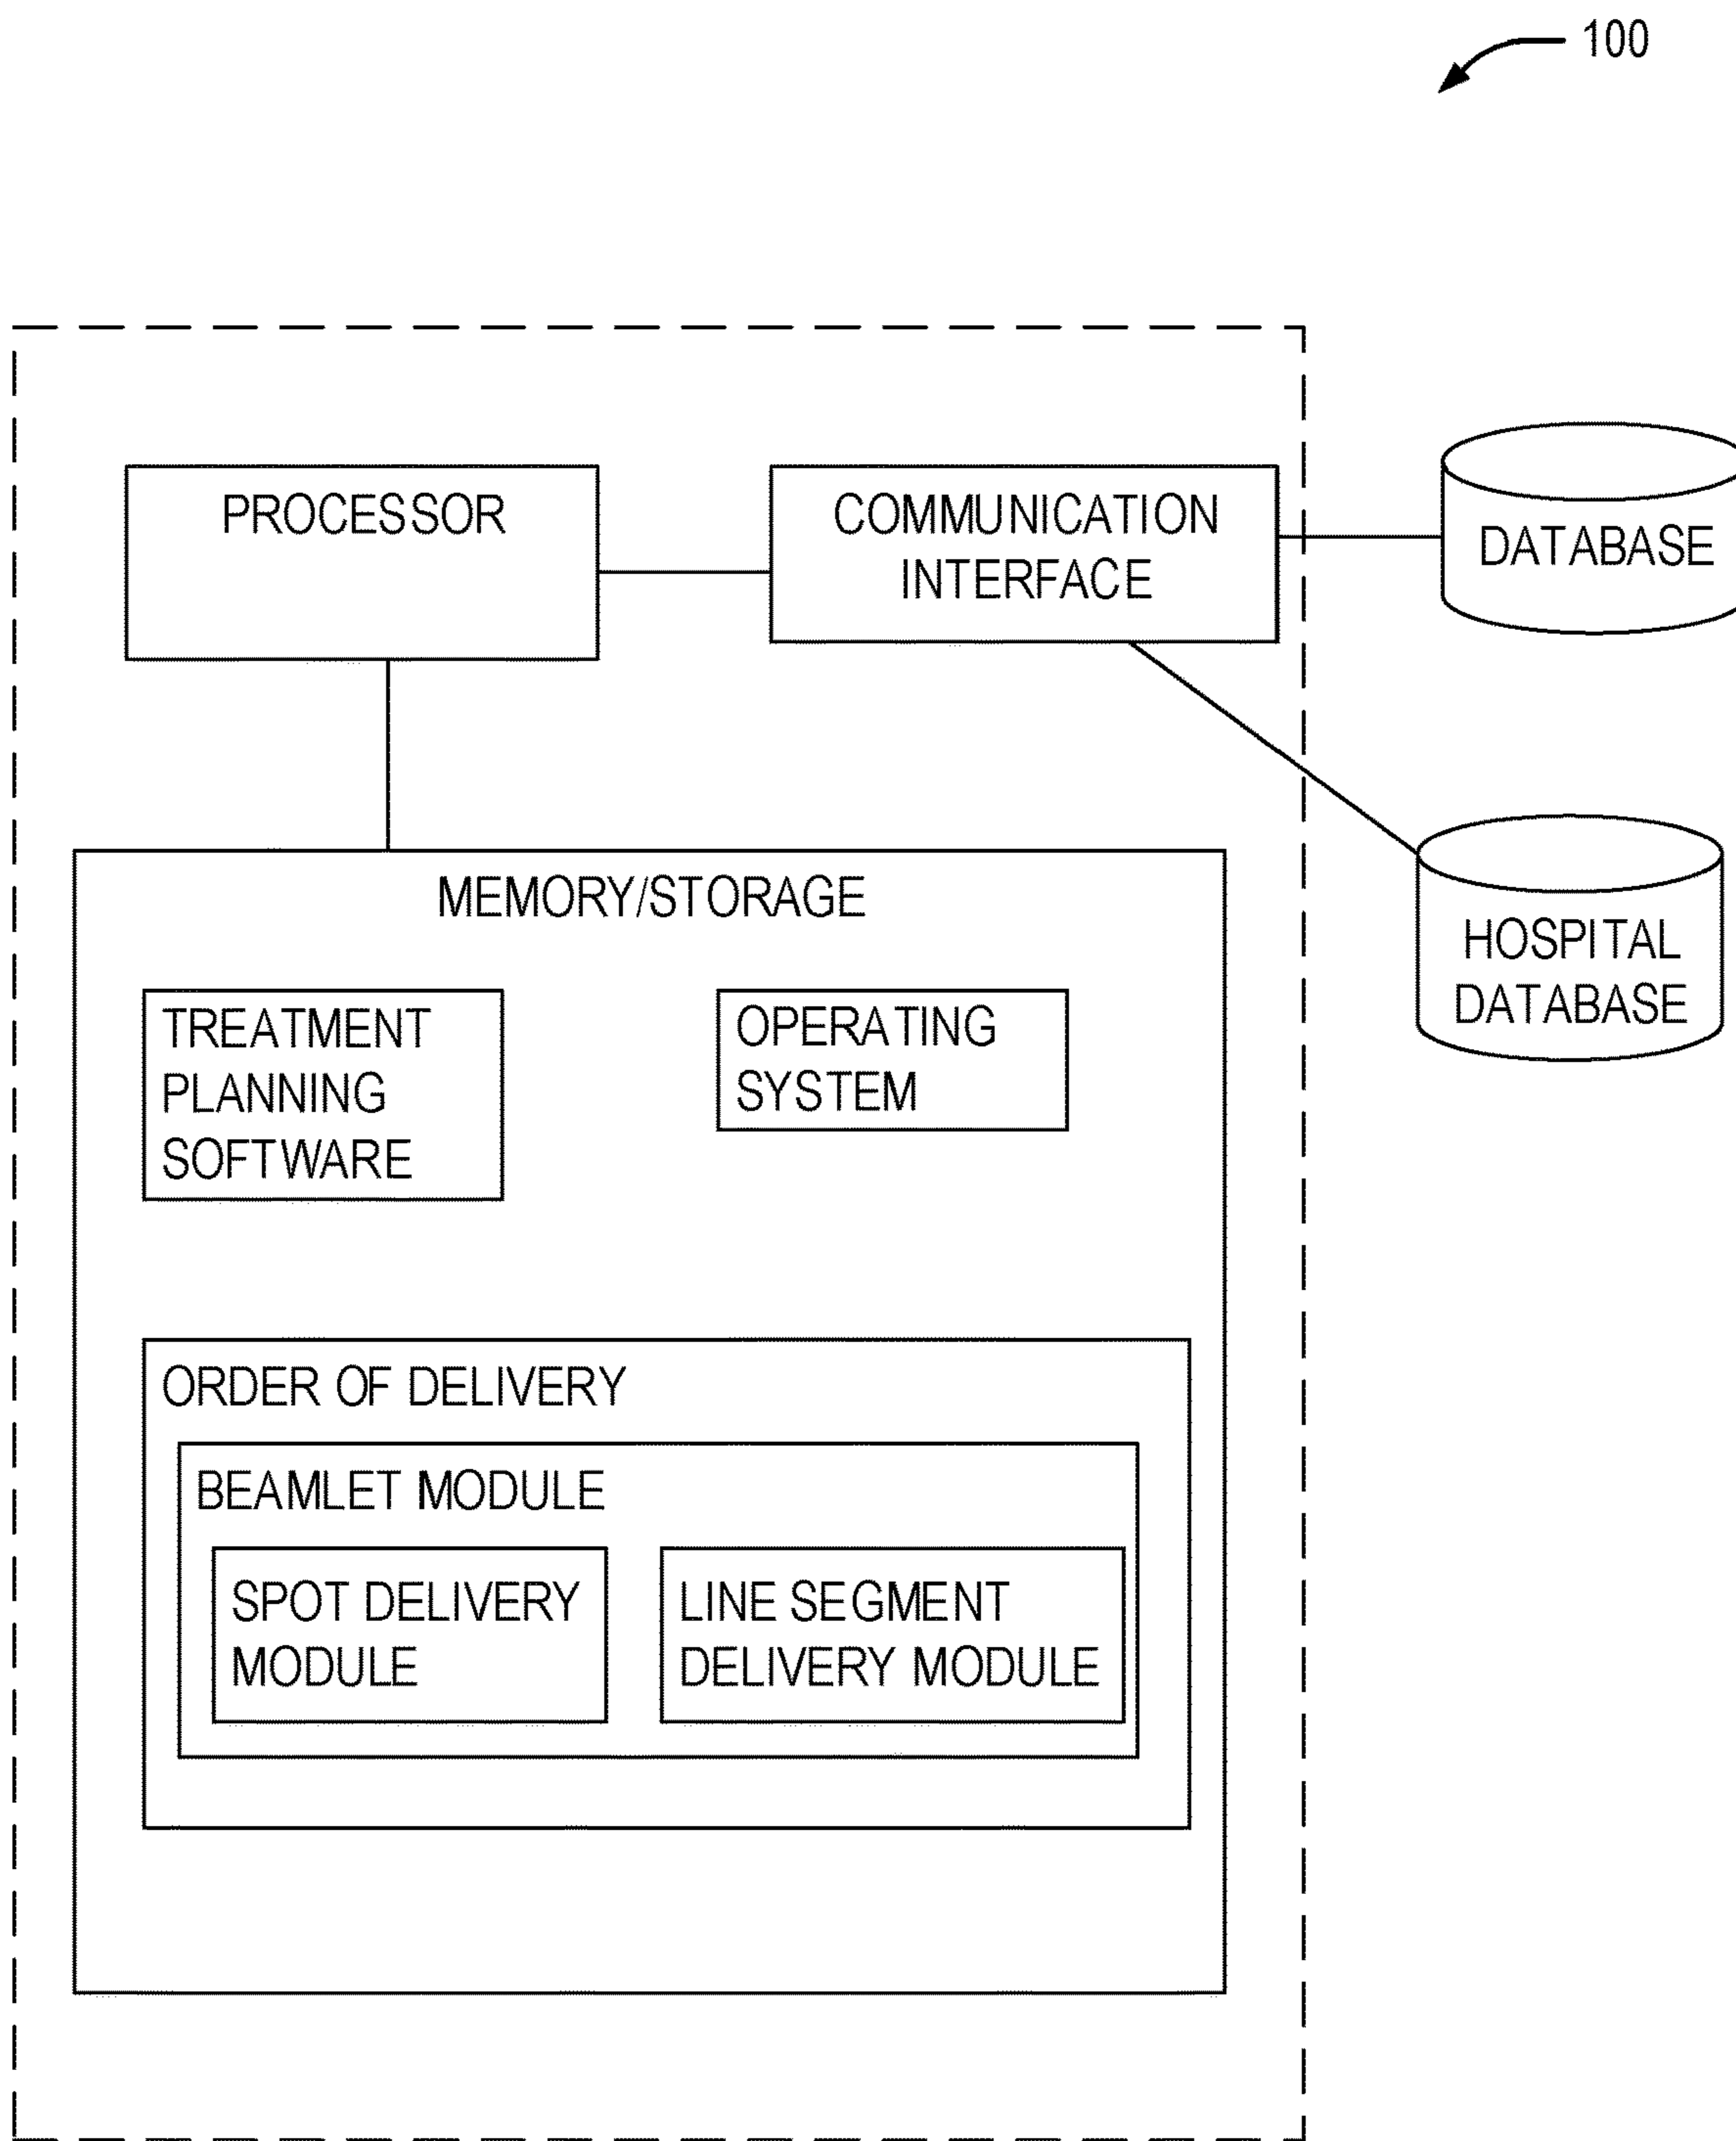 100
PROCESSOR
COMMUNICATION
INTERFACE
DATABASE
HOSPITAL
DATABASE
MEMORY/STORAGE
TREATMENT
PLANNING
SOFTWARE
OPERATING
SYSTEM
ORDER OF DELIVERY
BEAMLET MODULE
SPOT DELIVERY
MODULE
LINE SEGMENT
DELIVERY MODULE